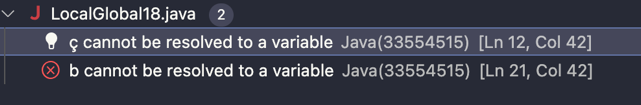 J LocalGlobal18.java 2
ç cannot be resolved to a variable Java(33554515) [Ln 12, Col 42]
b cannot be resolved to a variable Java(33554515) [Ln 21, Col 42]